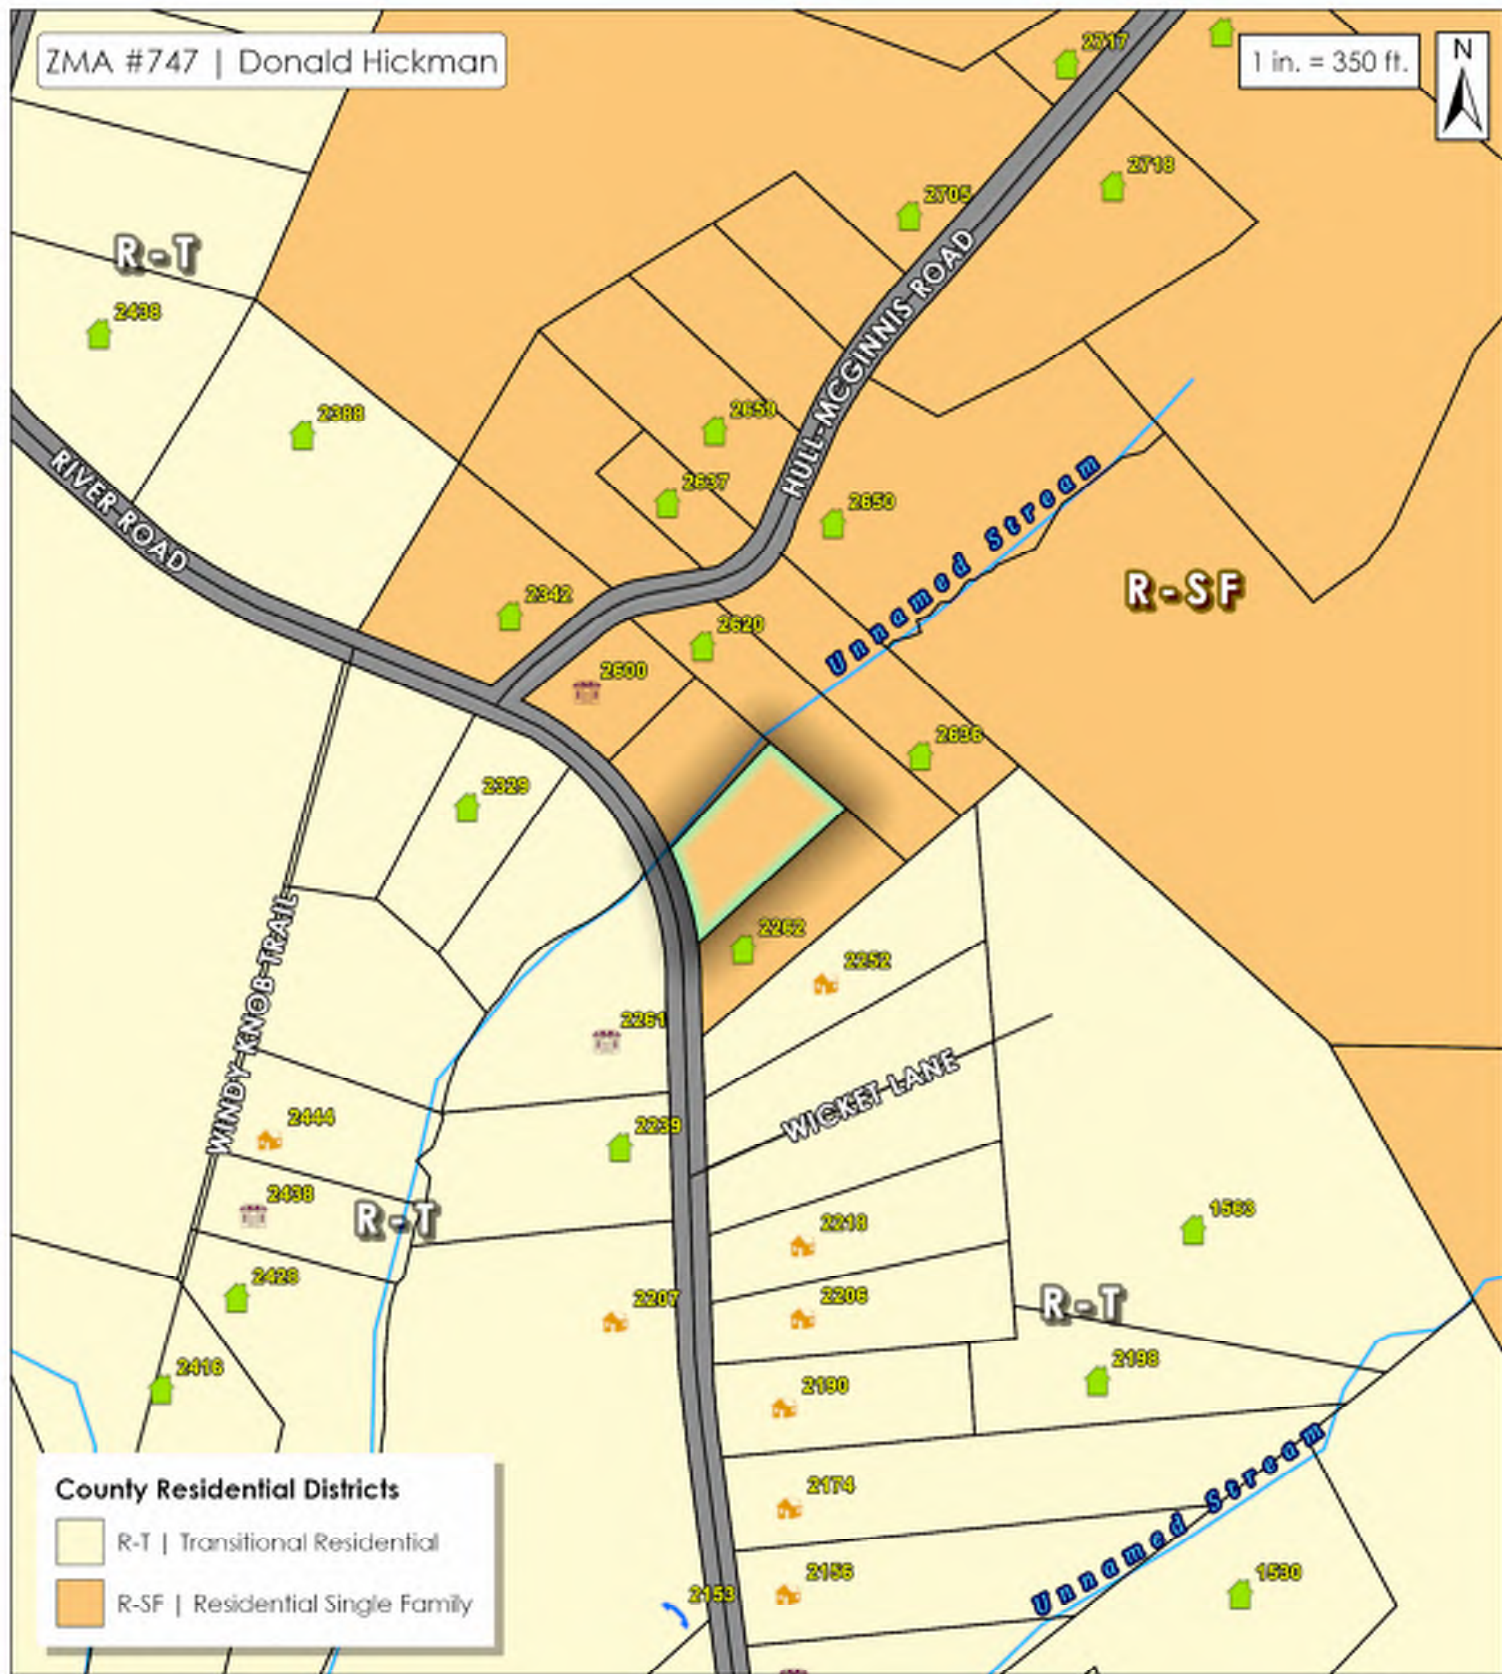 ZMA #747 | Donald Hickman
1 in. = 350 ft.
N
2717
2718
2705
R-T
2438
2388
2659
2637
2650
HULL-MCGINNIS ROAD
RIVER ROAD
Unnamed Stream
R-SF
2342
2620
2600
2636
2329
2262
2252
WINDY KNOB TRAIL
2261
WICKET LANE
2444
2239
2438
R-T
2218
1563
2428
2207
2206
R-T
2416
2190
2198
Unnamed Stream
2174
2156
2153
1530
County Residential Districts
R-T | Transitional Residential
R-SF | Residential Single Family